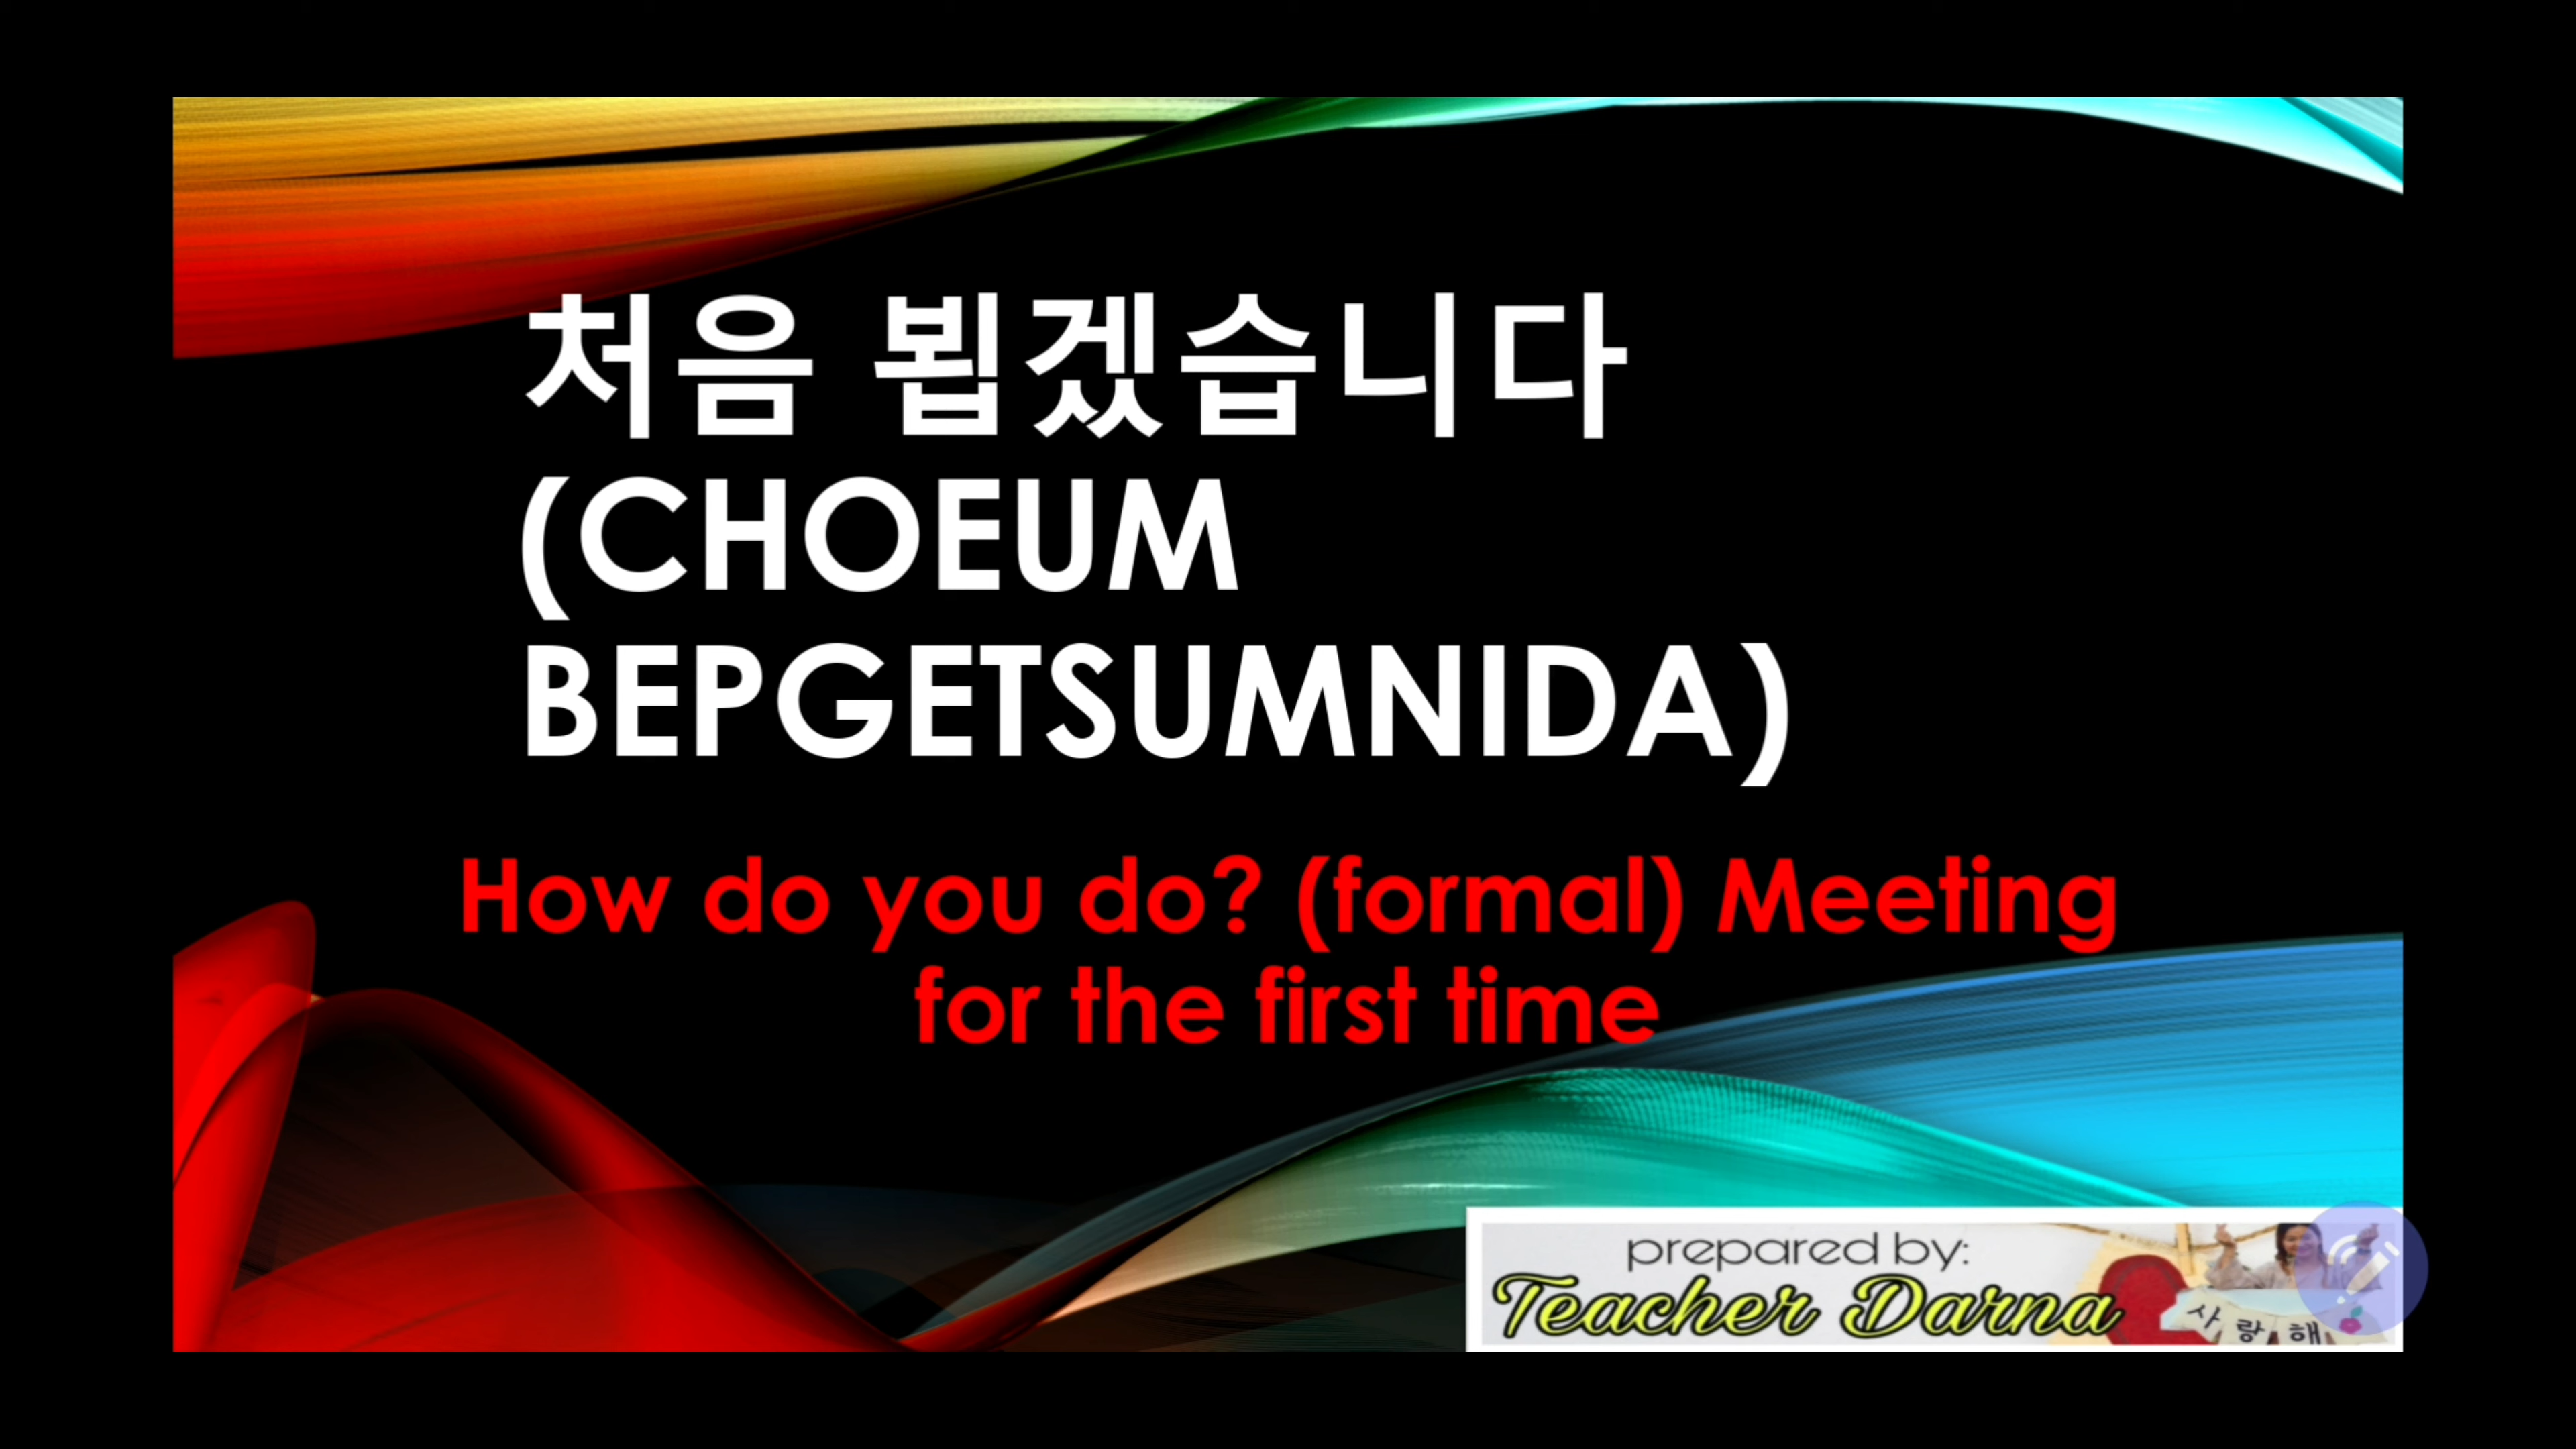 처음 뵙겠습니다
(CHOEUM
BEPGETSUMNIDA)
How do you do? (formal) Meeting
for the first time
prepared by:
Teacher Darna
사랑해